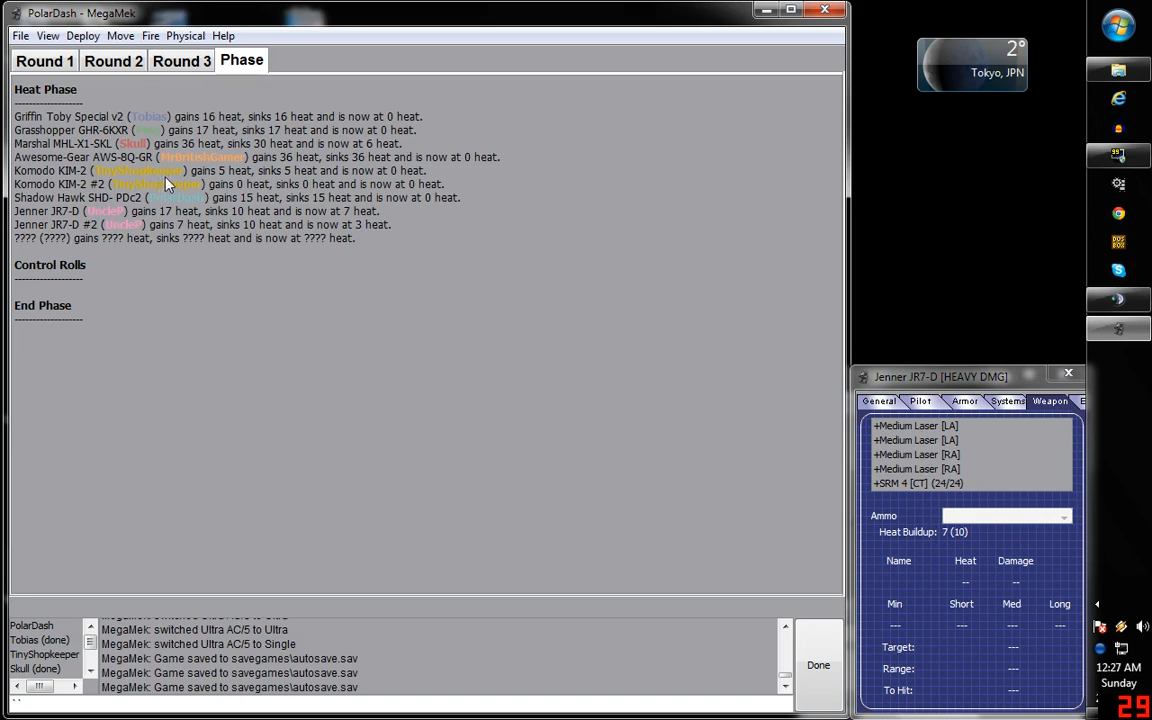 PolarDash - MegaMek
File View Deploy Move Fire Physical Help
Round 1 Round 2 Round 3 Phase
Heat Phase
--------------------
Griffin Toby Special v2 (Tobias) gains 16 heat, sinks 16 heat and is now at 0 heat.
Grasshopper GHR-6KXR ( ) gains 17 heat, sinks 17 heat and is now at 0 heat.
Marshal MHL-X1-SKL (Skull) gains 36 heat, sinks 30 heat and is now at 6 heat.
Awesome-Gear AWS-8Q-GR (MrBritishGamer) gains 36 heat, sinks 36 heat and is now at 0 heat.
Komodo KIM-2 (TinyShopkeeper) gains 5 heat, sinks 5 heat and is now at 0 heat.
Komodo KIM-2 #2 (TinyShopkeeper) gains 0 heat, sinks 0 heat and is now at 0 heat.
Shadow Hawk SHD- PDc2 (PolarDash) gains 15 heat, sinks 15 heat and is now at 0 heat.
Jenner JR7-D (UncleP) gains 17 heat, sinks 10 heat and is now at 7 heat.
Jenner JR7-D #2 (UncleP) gains 7 heat, sinks 10 heat and is now at 3 heat.
???? (????) gains ???? heat, sinks ???? heat and is now at ???? heat.
Control Rolls
--------------------
End Phase
--------------------
PolarDash
Tobias (done)
TinyShopkeeper
Skull (done)
MegaMek: switched Ultra AC/5 to Ultra
MegaMek: switched Ultra AC/5 to Single
MegaMek: Game saved to savegames\autosave.sav
MegaMek: Game saved to savegames\autosave.sav
MegaMek: Game saved to savegames\autosave.sav
Done
2°
Tokyo, JPN
Jenner JR7-D [HEAVY DMG]
General Pilot Armor Systems Weapon E
+Medium Laser [LA]
+Medium Laser [LA]
+Medium Laser [RA]
+Medium Laser [RA]
+SRM 4 [CT] (24/24)
Ammo
Heat Buildup: 7 (10)
Name Heat Damage
-- --
Min Short Med Long
--- --- --- ---
Target: ---
Range: ---
To Hit: ---
99
DOS BOX
12:27 AM
Sunday
29